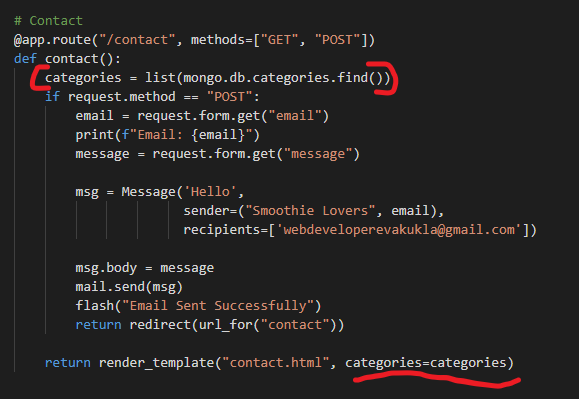 # Contact
@app.route("/contact", methods=["GET", "POST"])
def contact():
categories = list(mongo.db.categories.find())
if request.method == "POST":
email = request.form.get("email")
print(f"Email: {email}")
message = request.form.get("message")
msg = Message('Hello',
sender=("Smoothie Lovers", email),
recipients=['webdeveloperevakukla@gmail.com'])
msg.body = message
mail.send(msg)
flash("Email Sent Successfully")
return redirect(url_for("contact"))
return render_template("contact.html", categories=categories)